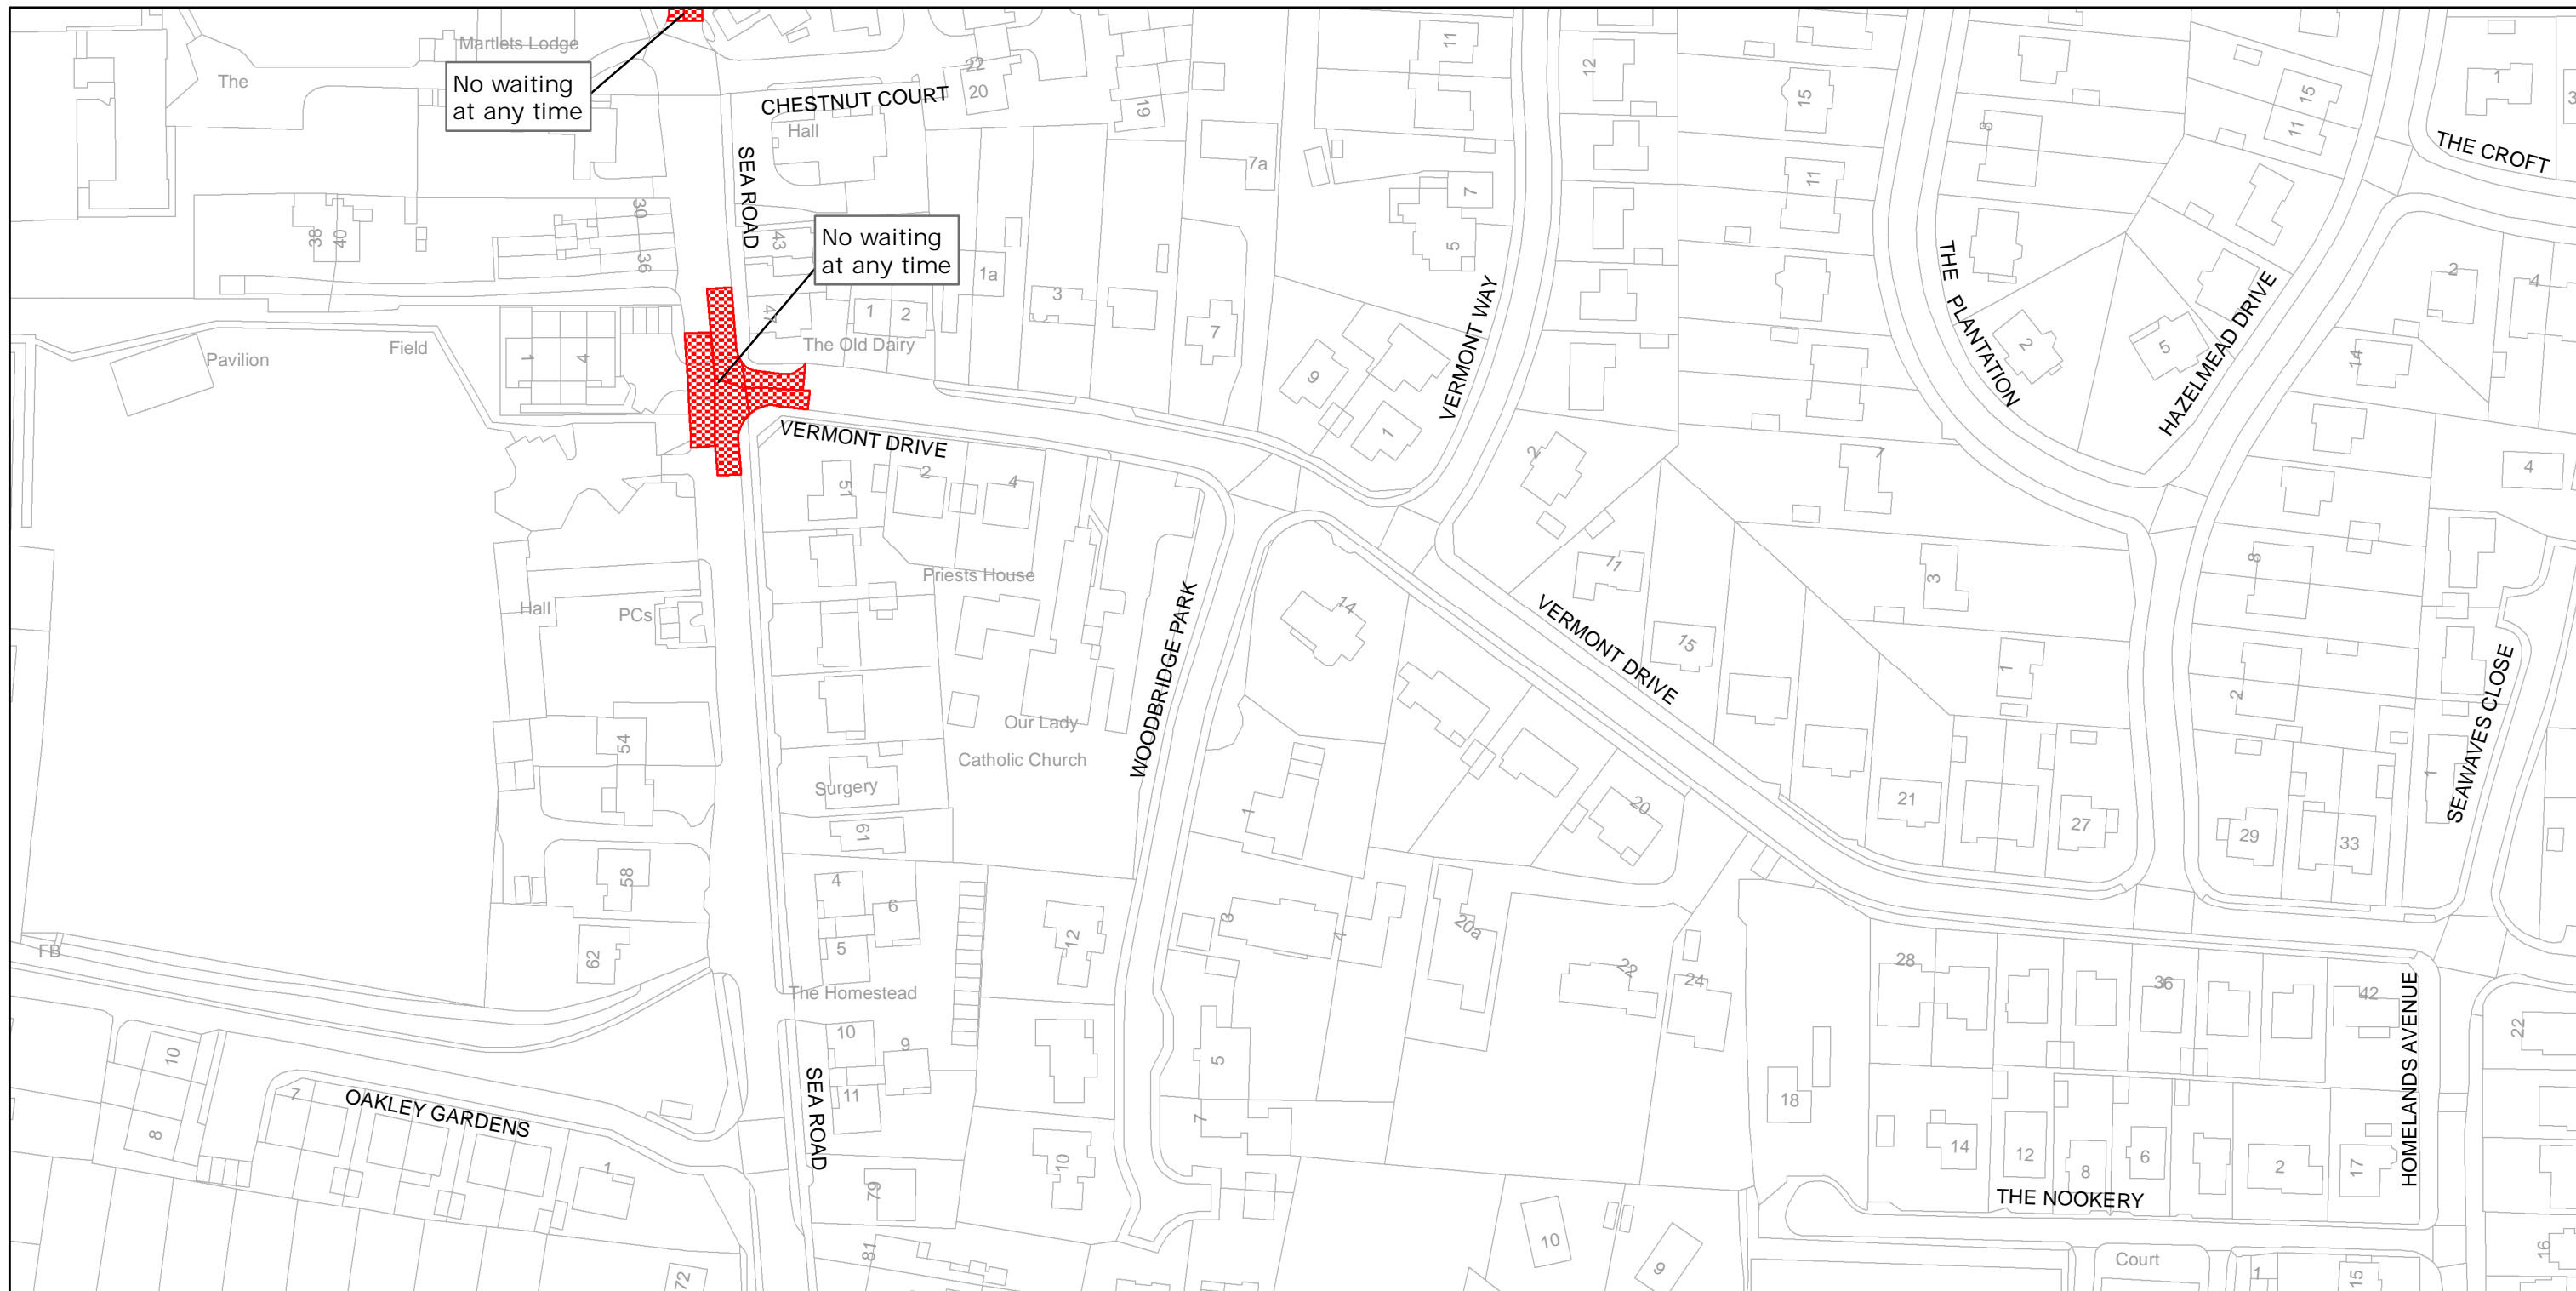 Martlets Lodge
The
No waiting
at any time
CHESTNUT COURT
22
20
Hall
SEA ROAD
19
11
12
15
8
15
11
1
3
THE CROFT
7a
7
5
11
30
36
38
40
43
No waiting
at any time
47
1a
1
2
3
7
The Old Dairy
Pavilion
Field
1
4
9
1
VERMONT WAY
THE PLANTATION
2
5
HAZELMEAD DRIVE
2
4
14
VERMONT DRIVE
51
2
4
2
7
4
Priests House
Hall
PCs
WOODBRIDGE PARK
14
11
15
VERMONT DRIVE
3
1
8
2
SEAWAVES CLOSE
1
54
Our Lady
Catholic Church
Surgery
61
1
20
21
27
29
33
58
4
6
5
62
12
3
4
20a
22
24
28
36
42
HOMELANDS AVENUE
22
FB
The Homestead
10
9
11
SEA ROAD
5
7
10
8
7
OAKLEY GARDENS
1
79
10
18
14
12
8
6
2
17
THE NOOKERY
81
72
10
9
Court
1
15
16